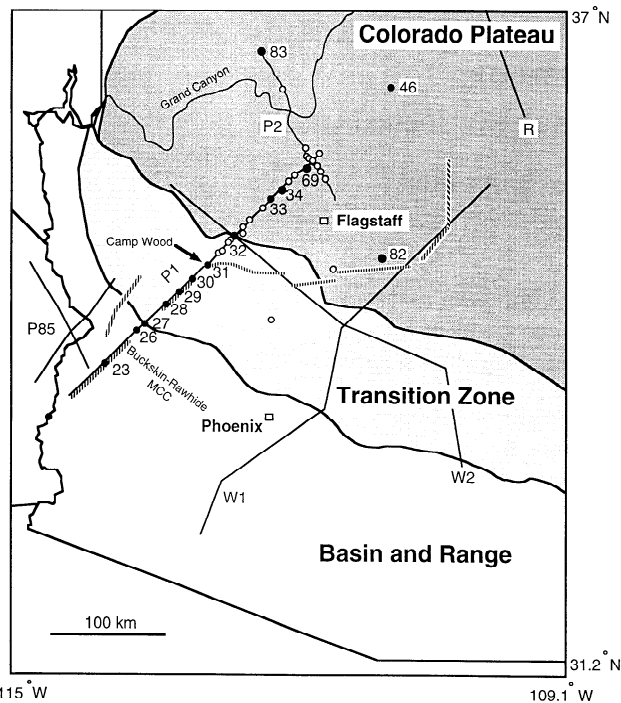 37°N
Colorado Plateau
83
Grand Canyon
46
P2
R
69
34
33
Flagstaff
Camp Wood
32
82
31
P1
30
29
28
P85
27
26
23
Buckskin-Rawhide
MCC
Transition Zone
Phoenix
W2
W1
Basin and Range
100 km
31.2°N
115°W
109.1°W